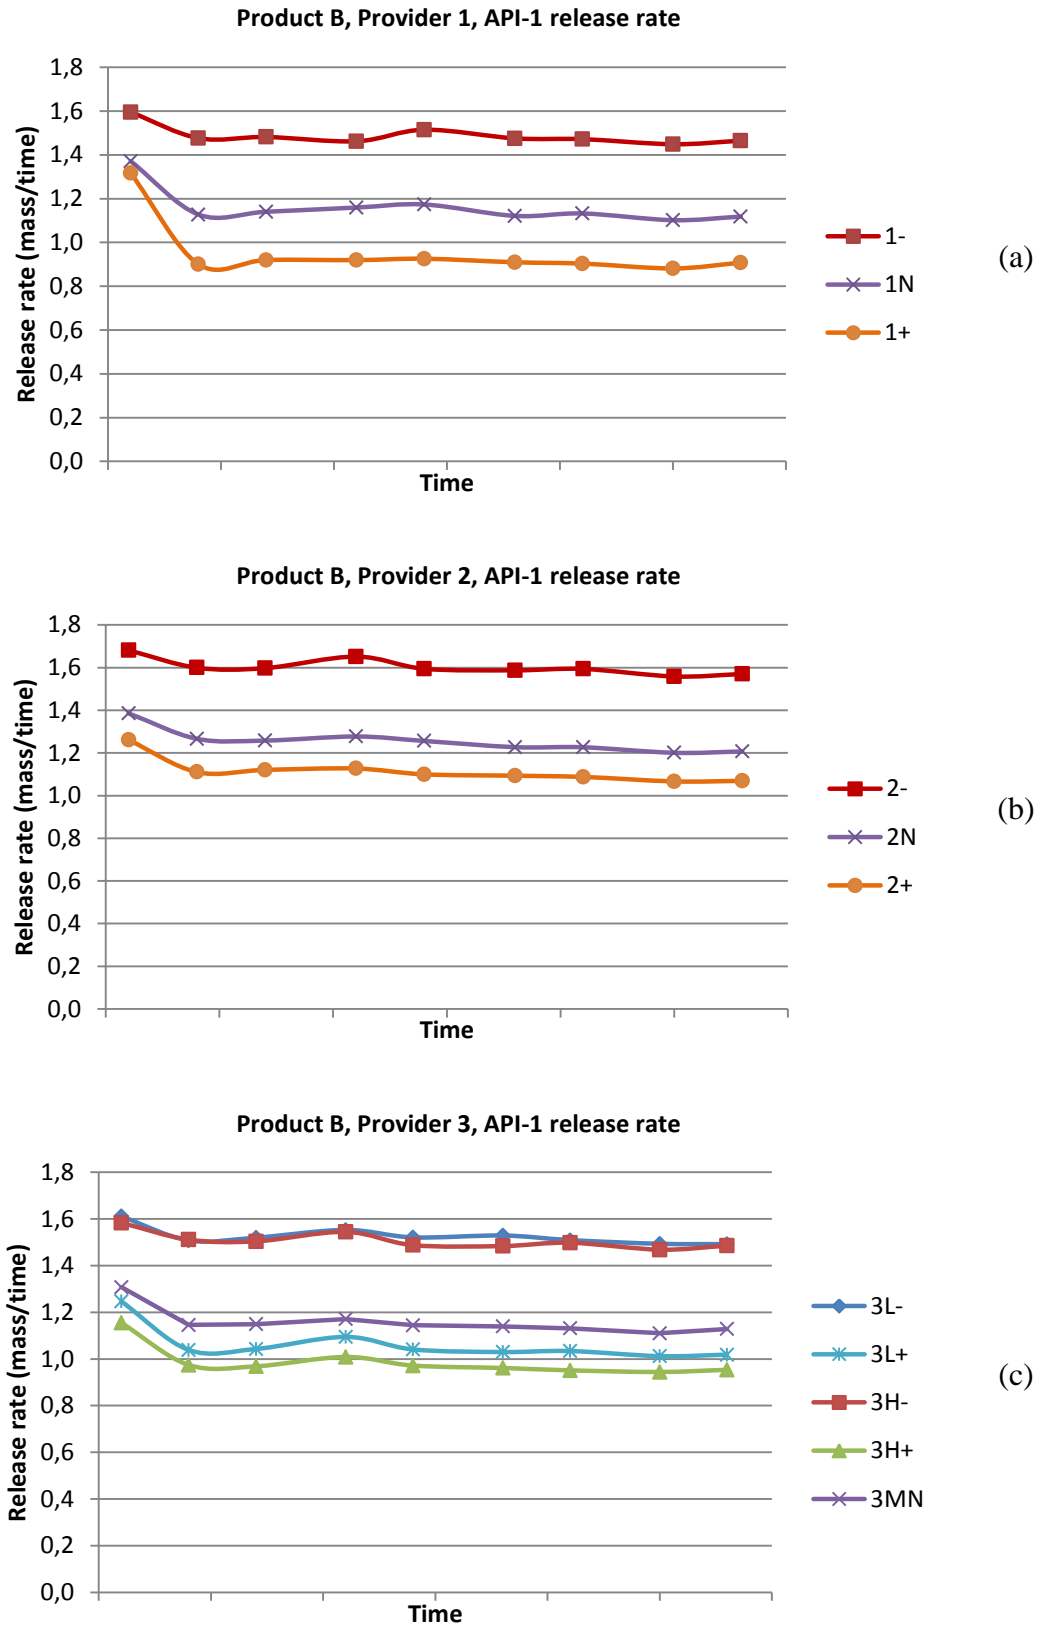 Product B, Provider 1, API-1 release rate
1,8
1,6
1,4
1,2
1,0
0,8
0,6
0,4
0,2
0,0
Release rate (mass/time)
Time
1-
1N
1+
(a)
Product B, Provider 2, API-1 release rate
1,8
1,6
1,4
1,2
1,0
0,8
0,6
0,4
0,2
0,0
Release rate (mass/time)
Time
2-
2N
2+
(b)
Product B, Provider 3, API-1 release rate
1,8
1,6
1,4
1,2
1,0
0,8
0,6
0,4
0,2
0,0
Release rate (mass/time)
Time
3L-
3L+
3H-
3H+
3MN
(c)